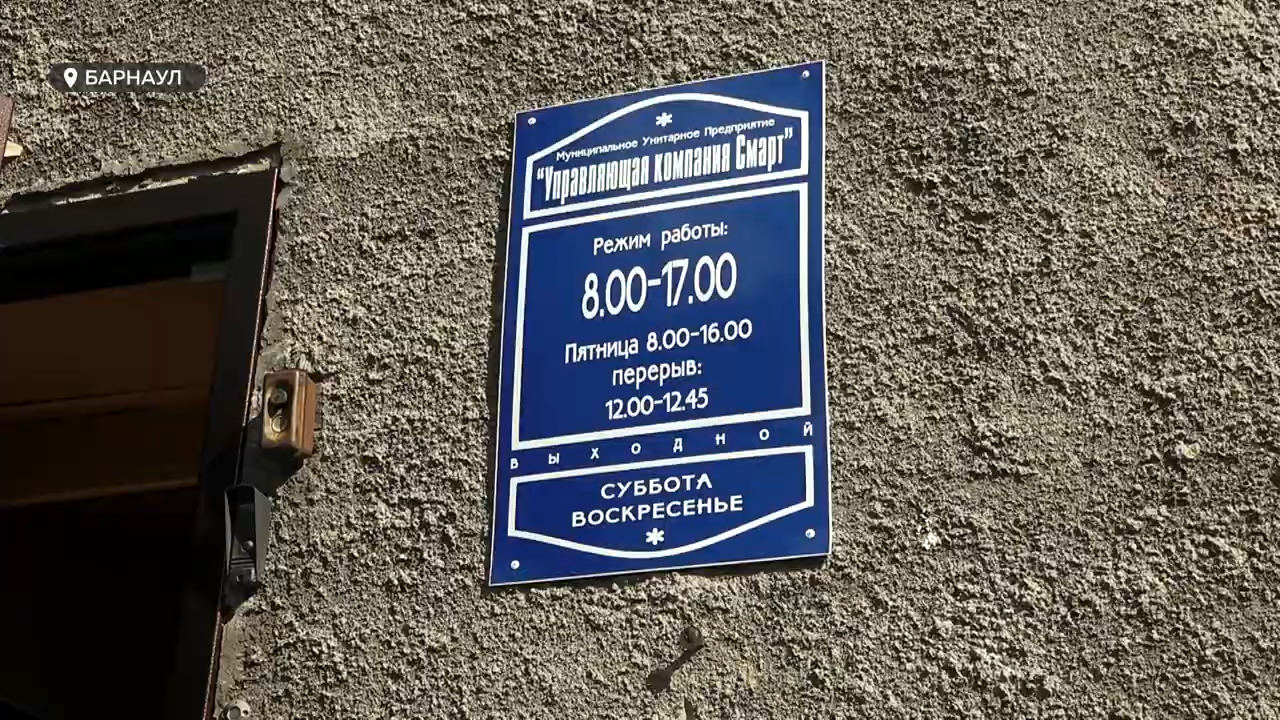 БАРНАУЛ
Муниципальное Унитарное Предприятие
"Управляющая компания Смарт"
Режим работы:
8.00-17.00
Пятница 8.00-16.00
перерыв:
12.00-12.45
ВЫХОДНОЙ
СУББОТА
ВОСКРЕСЕНЬЕ